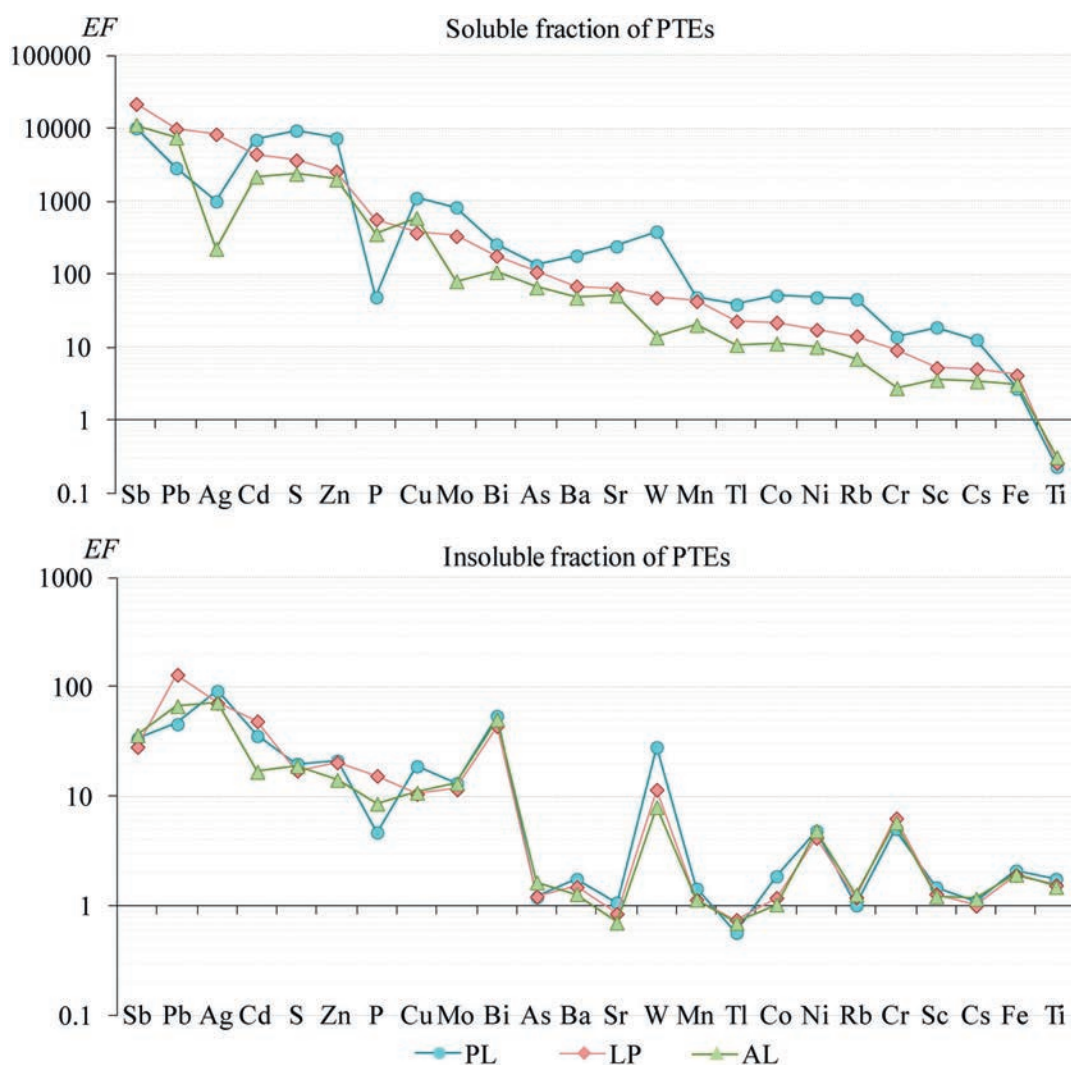 EF
Soluble fraction of PTEs
100000
10000
1000
100
10
1
0.1
Sb Pb Ag Cd S Zn P Cu Mo Bi As Ba Sr W Mn Tl Co Ni Rb Cr Sc Cs Fe Ti
EF
Insoluble fraction of PTEs
1000
100
10
1
0.1
Sb Pb Ag Cd S Zn P Cu Mo Bi As Ba Sr W Mn Tl Co Ni Rb Cr Sc Cs Fe Ti
PL LP AL